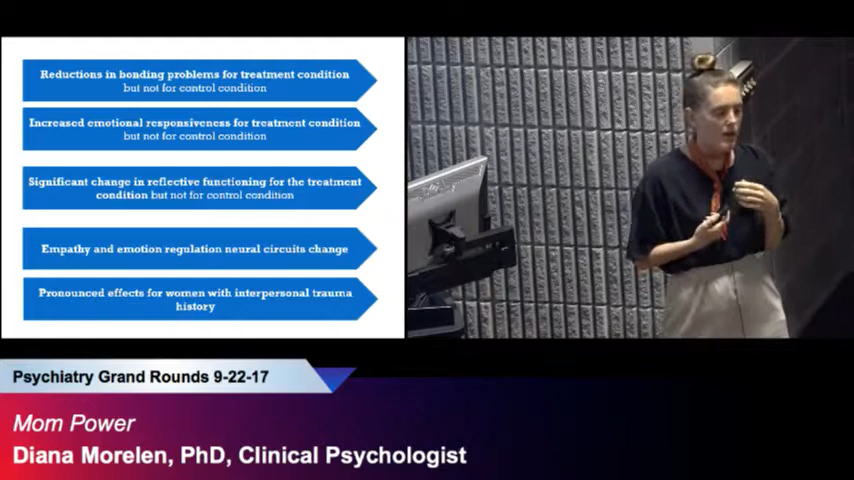 Reductions in bonding problems for treatment condition
but not for control condition
Increased emotional responsiveness for treatment condition
but not for control condition
Significant change in reflective functioning for the treatment
condition but not for control condition
Empathy and emotion regulation neural circuits change
Pronounced effects for women with interpersonal trauma
history
Psychiatry Grand Rounds 9-22-17
Mom Power
Diana Morelen, PhD, Clinical Psychologist